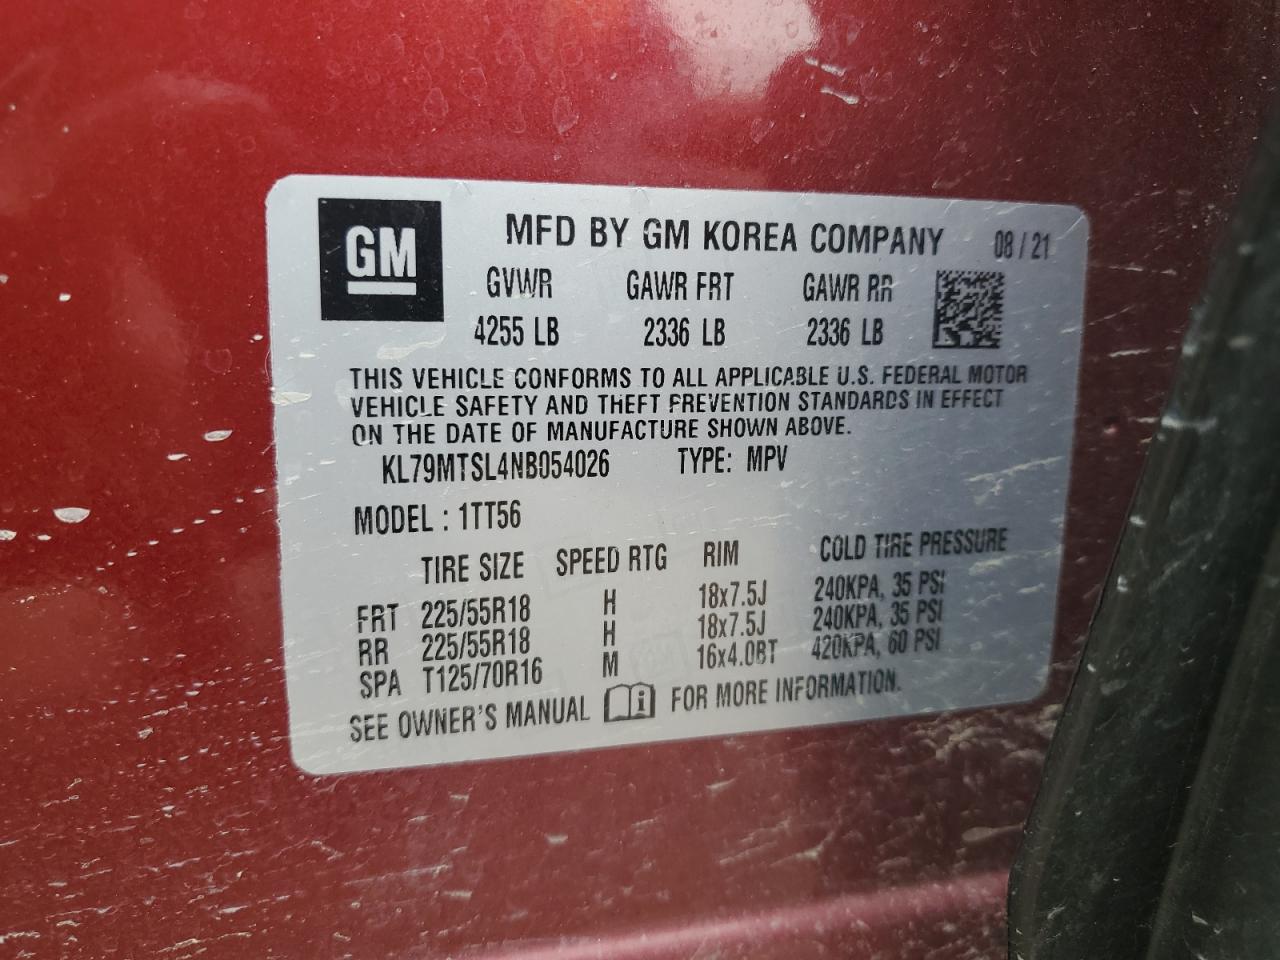 GM
MFD BY GM KOREA COMPANY 08 / 21
GVWR GAWR FRT GAWR RR
4255 LB 2336 LB 2336 LB
THIS VEHICLE CONFORMS TO ALL APPLICABLE U.S. FEDERAL MOTOR
VEHICLE SAFETY AND THEFT PREVENTION STANDARDS IN EFFECT
ON THE DATE OF MANUFACTURE SHOWN ABOVE.
KL79MTSL4NB054026 TYPE: MPV
MODEL : 1TT56
TIRE SIZE SPEED RTG RIM COLD TIRE PRESSURE
FRT 225/55R18 H 18x7.5J 240KPA, 35 PSI
RR 225/55R18 H 18x7.5J 240KPA, 35 PSI
SPA T125/70R16 M 16x4.0BT 420KPA, 60 PSI
SEE OWNER'S MANUAL i FOR MORE INFORMATION.